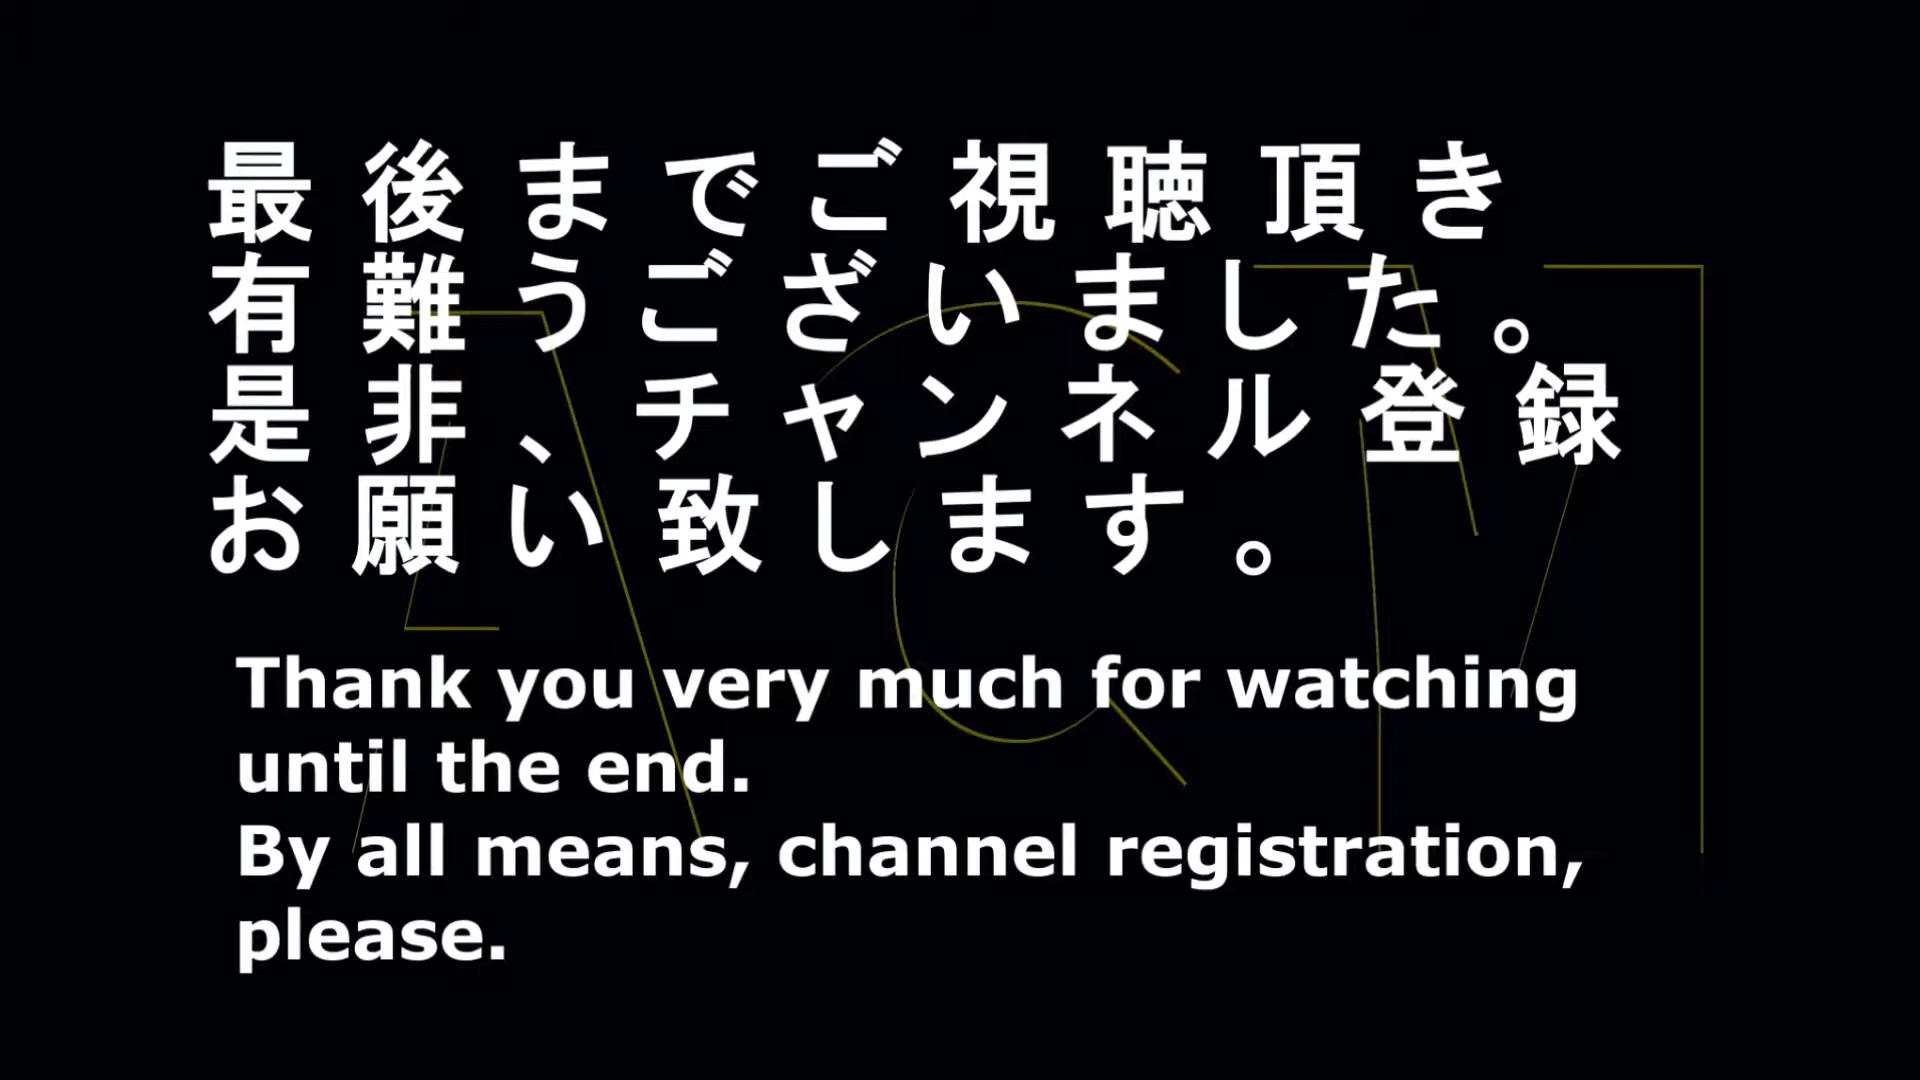 最後までご視聴頂き
有難うございました。
是非、チャンネル登録
お願い致します。
Thank you very much for watching
until the end.
By all means, channel registration,
please.